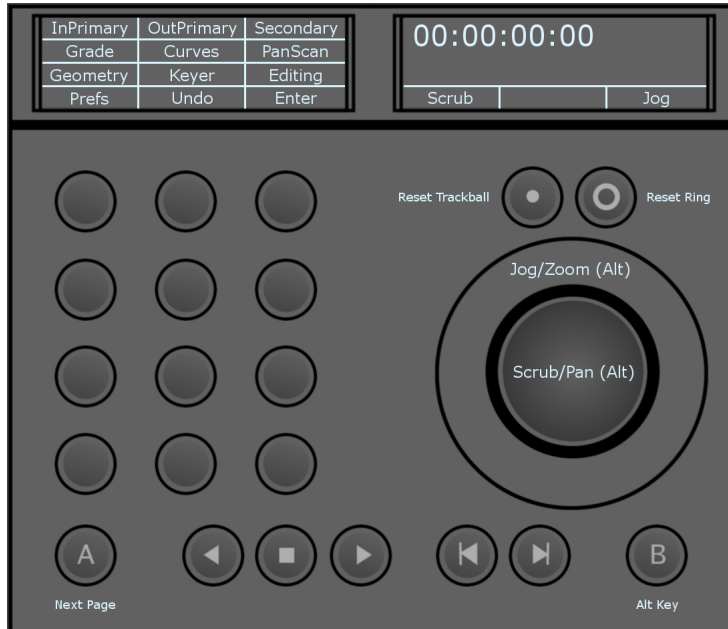 InPrimary OutPrimary Secondary
Grade Curves PanScan
Geometry Keyer Editing
Prefs Undo Enter
00:00:00:00
Scrub Jog
Reset Trackball Reset Ring
Jog/Zoom (Alt)
Scrub/Pan (Alt)
A B
Next Page Alt Key